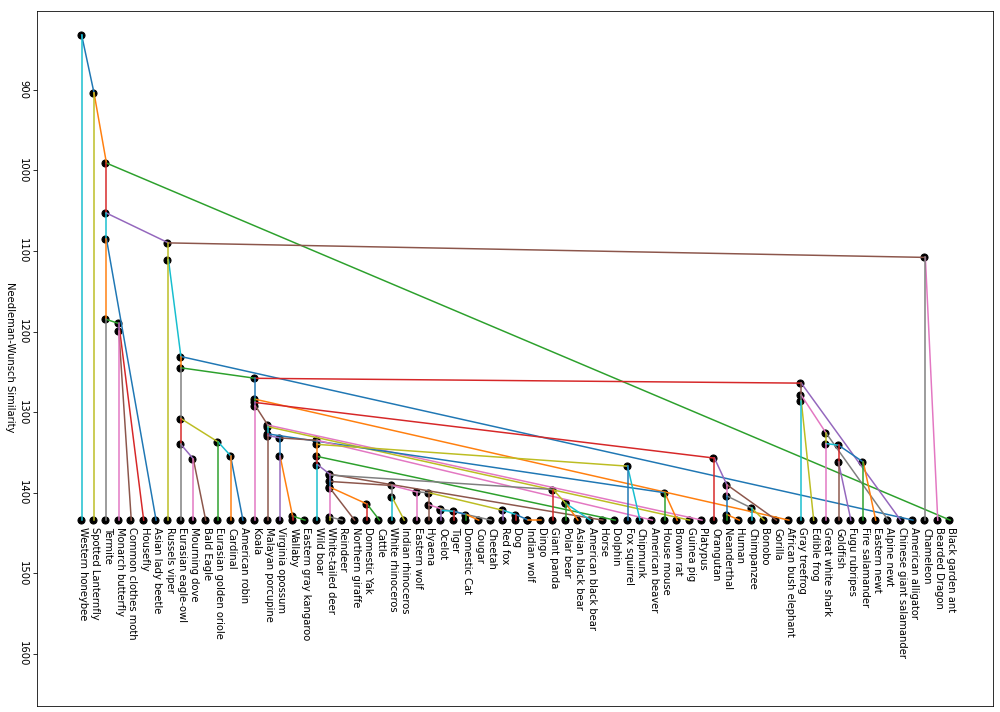 900
1000
1100
1200
1300
1400
1500
1600
Needleman-Wunsch Similarity
Western honeybee
Spotted Lanternfly
Termite
Monarch butterfly
Common clothes moth
Housefly
Asian lady beetle
Russels viper
Eurasian eagle-owl
Mourning dove
Bald Eagle
Eurasian golden oriole
Cardinal
American robin
Koala
Malayan porcupine
Virginia opossum
Wallaby
Eastern gray kangaroo
Wild boar
White-tailed deer
Reindeer
Northern giraffe
Domestic Yak
Cattle
White rhinoceros
Indian rhinoceros
Eastern wolf
Hyaena
Ocelot
Tiger
Domestic Cat
Cougar
Cheetah
Red fox
Dog
Indian wolf
Dingo
Giant panda
Polar bear
Asian black bear
American black bear
Horse
Dolphin
Fox squirrel
Chipmunk
American beaver
House mouse
Brown rat
Guinea pig
Platypus
Orangutan
Neanderthal
Human
Chimpanzee
Bonobo
Gorilla
African bush elephant
Gray treefrog
Edible frog
Great white shark
Goldfish
Fugu rubripes
Fire salamander
Eastern newt
Alpine newt
Chinese giant salamander
American alligator
Chameleon
Bearded Dragon
Black garden ant